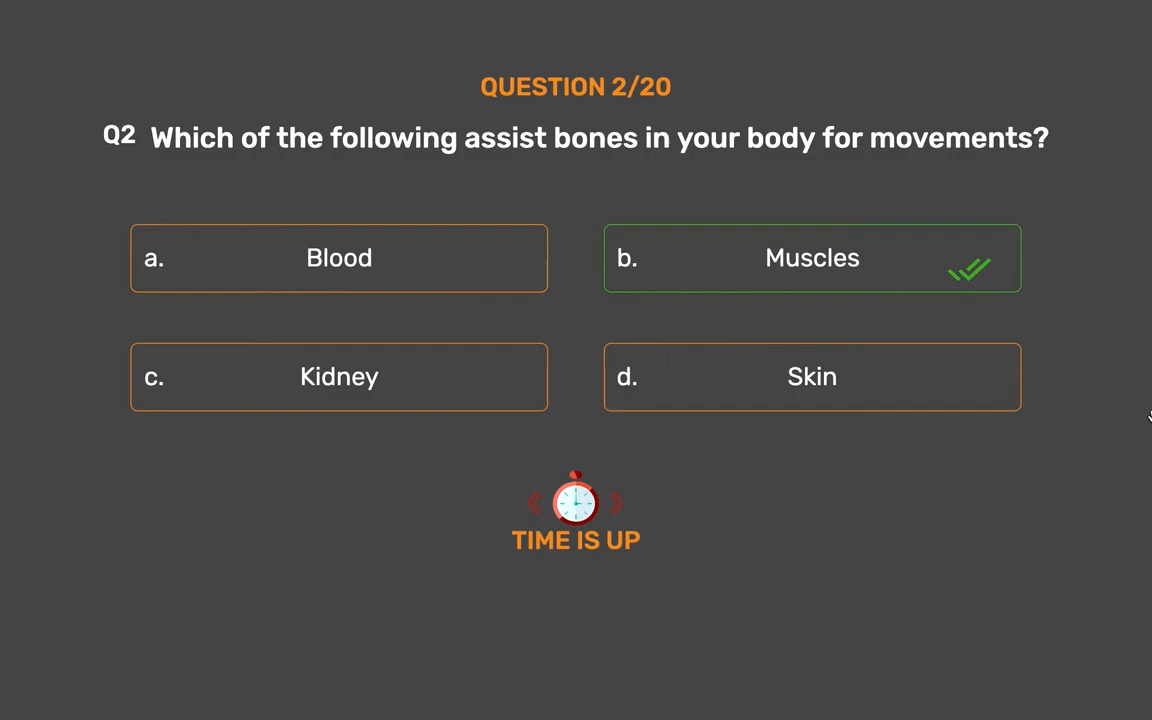 QUESTION 2/20
Q2 Which of the following assist bones in your body for movements?
a. Blood
b. Muscles
c. Kidney
d. Skin
TIME IS UP